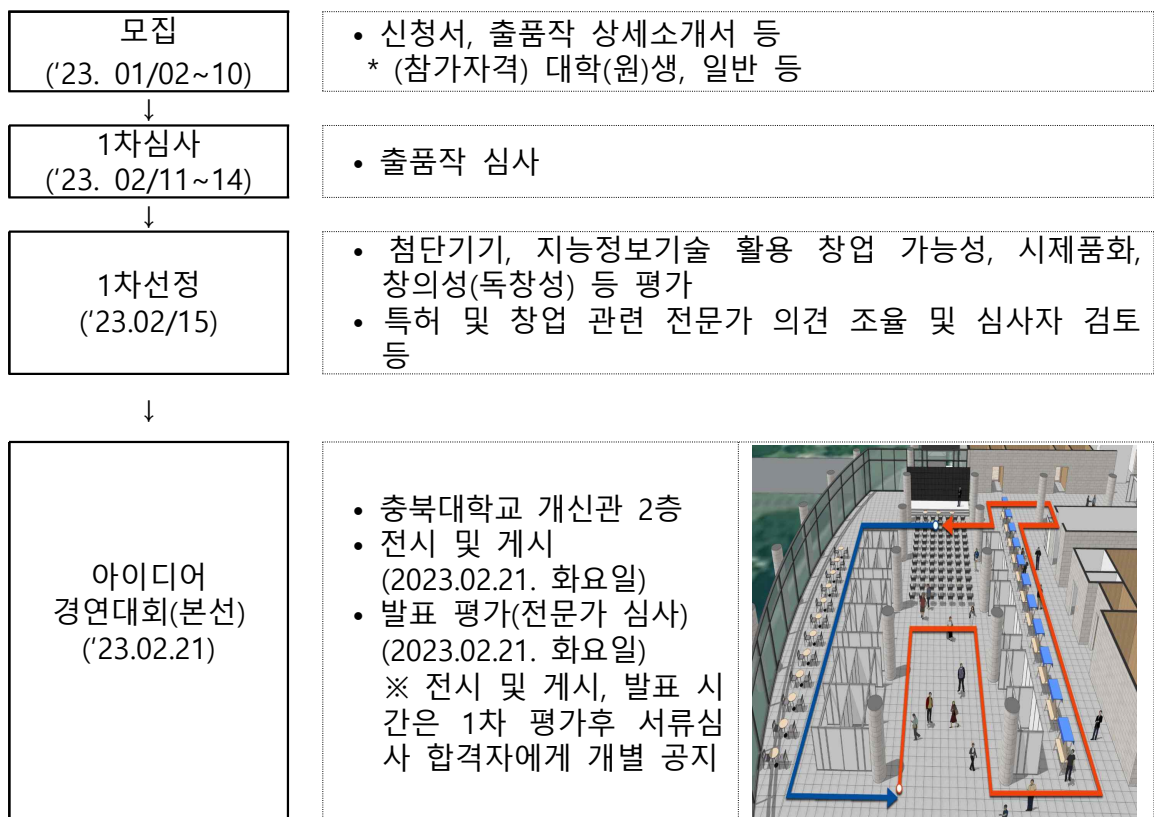 모집
(‘23. 01/02~10)
• 신청서, 출품작 상세소개서 등
* (참가자격) 대학(원)생, 일반 등
↓
1차심사
(‘23. 02/11~14)
• 출품작 심사
↓
1차선정
(‘23.02/15)
• 첨단기기, 지능정보기술 활용 창업 가능성, 시제품화,
창의성(독창성) 등 평가
• 특허 및 창업 관련 전문가 의견 조율 및 심사자 검토
등
↓
아이디어
경연대회(본선)
(‘23.02.21)
• 충북대학교 개신관 2층
• 전시 및 게시
(2023.02.21. 화요일)
• 발표 평가(전문가 심사)
(2023.02.21. 화요일)
※ 전시 및 게시, 발표 시
간은 1차 평가후 서류심
사 합격자에게 개별 공지